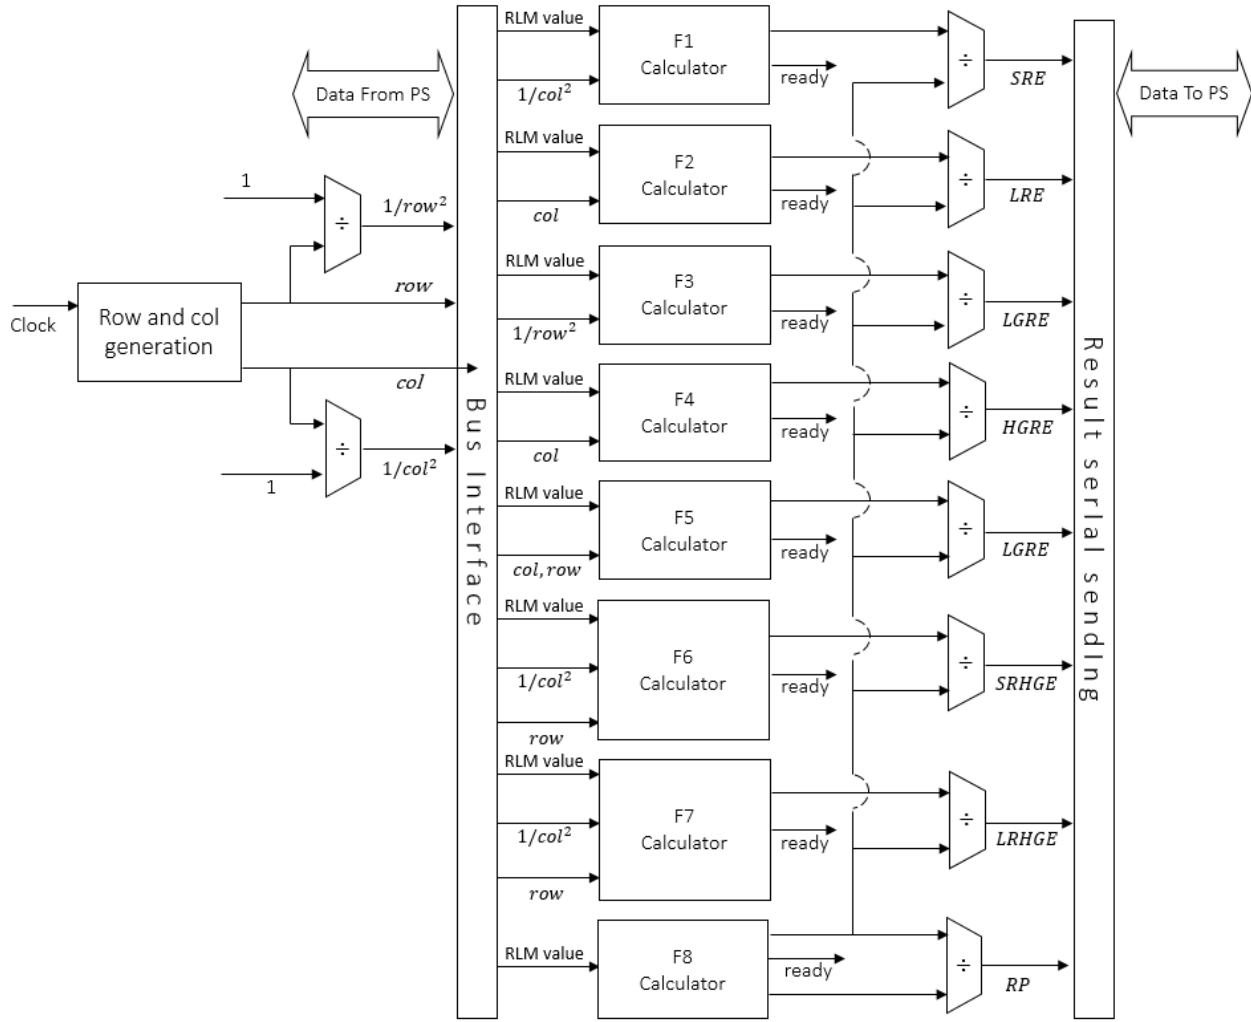 Data From PS
1
÷
1/row²
row
Clock
Row and col
generation
col
÷
1/col²
1
Bus Interface
RLM value
1/col²
F1
Calculator
ready
÷
SRE
RLM value
col
F2
Calculator
ready
÷
LRE
RLM value
1/row²
F3
Calculator
ready
÷
LGRE
RLM value
col
F4
Calculator
ready
÷
HGRE
RLM value
col,row
F5
Calculator
ready
÷
LGRE
RLM value
1/col²
row
F6
Calculator
ready
÷
SRHGE
RLM value
1/col²
row
F7
Calculator
ready
÷
LRHGE
RLM value
F8
Calculator
ready
÷
RP
Result serial sending
Data To PS